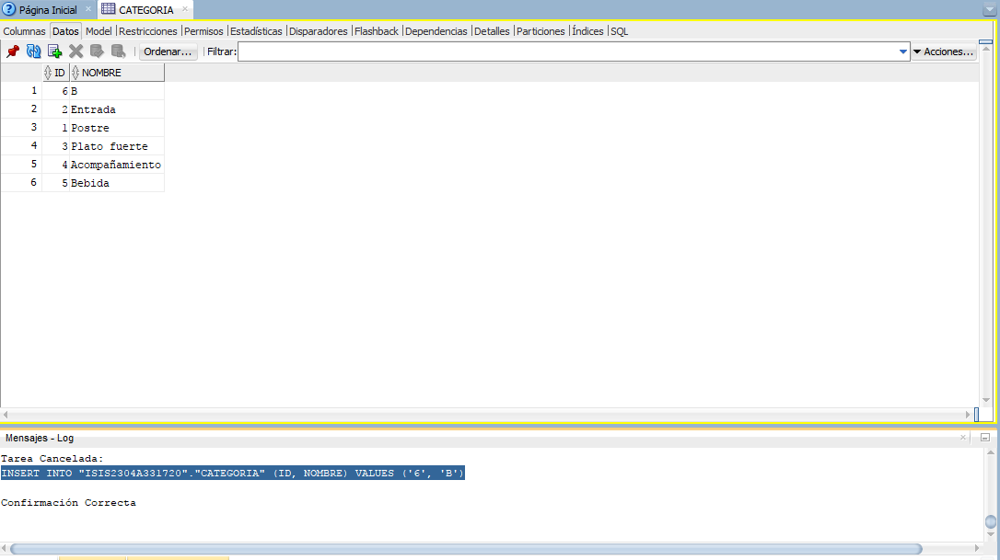 Página Inicial CATEGORIA
Columnas Datos Model Restricciones Permisos Estadísticas Disparadores Flashback Dependencias Detalles Particiones Índices SQL
Ordenar... Filtrar: Acciones...
ID NOMBRE
1 6 B
2 2 Entrada
3 1 Postre
4 3 Plato fuerte
5 4 Acompañamiento
6 5 Bebida
Mensajes - Log
Tarea Cancelada:
INSERT INTO "ISIS2304A331720"."CATEGORIA" (ID, NOMBRE) VALUES ('6', 'B')
Confirmación Correcta